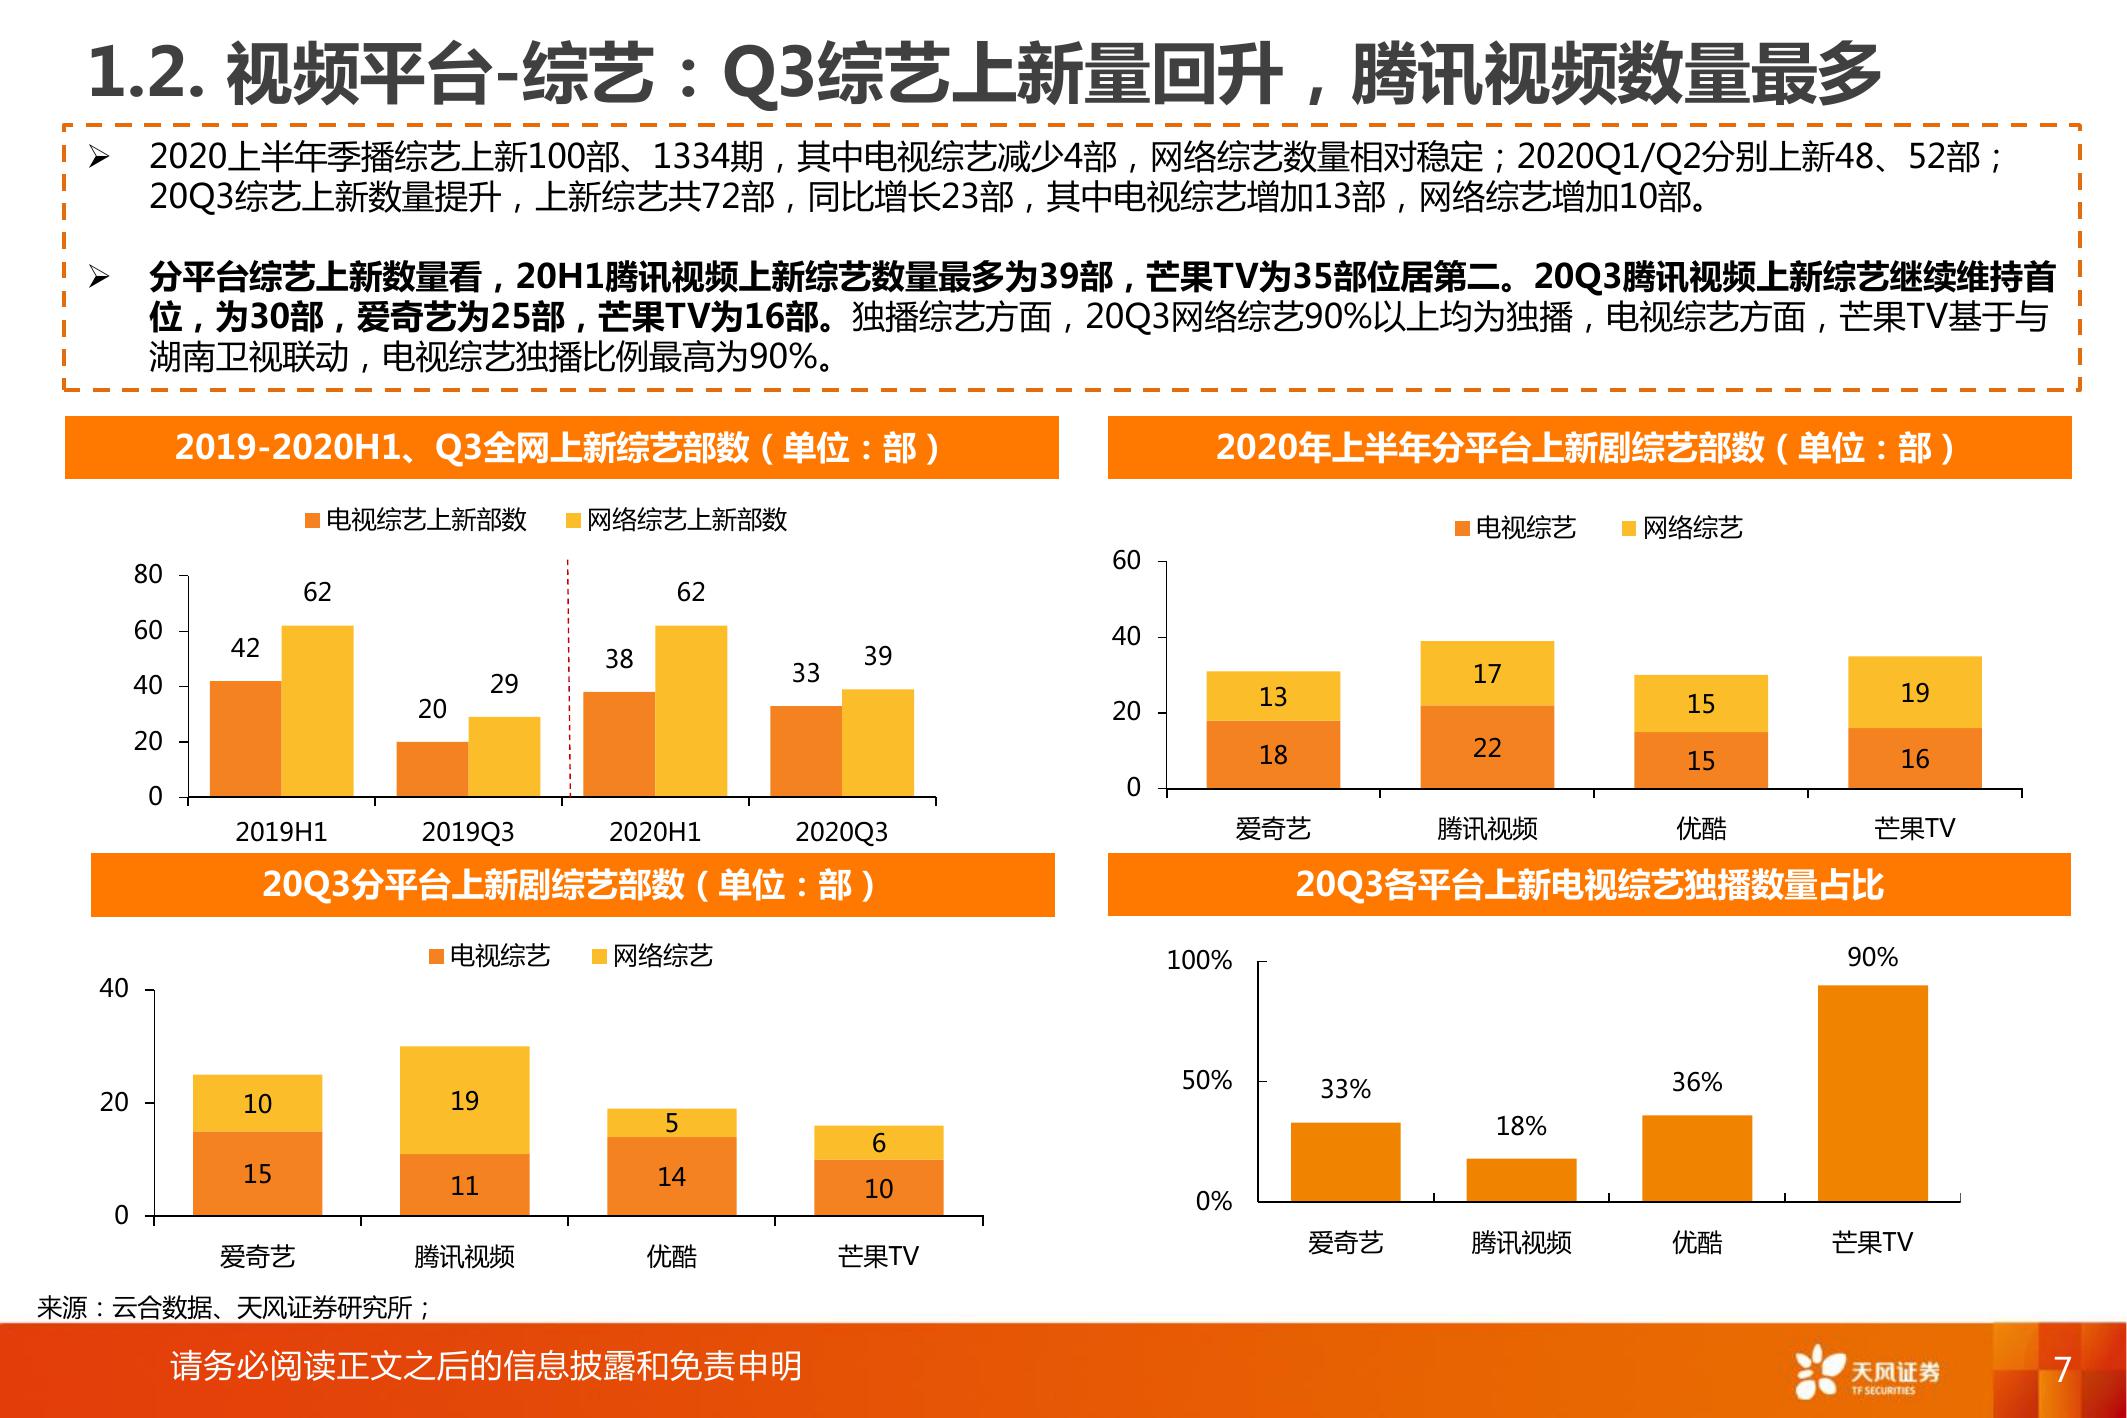 1.2. 视频平台-综艺：Q3综艺上新量回升，腾讯视频数量最多
2020上半年季播综艺上新100部、1334期，其中电视综艺减少4部，网络综艺数量相对稳定；2020Q1/Q2分别上新48、52部；
20Q3综艺上新数量提升，上新综艺共72部，同比增长23部，其中电视综艺增加13部，网络综艺增加10部。
分平台综艺上新数量看，20H1腾讯视频上新综艺数量最多为39部，芒果TV为35部位居第二。20Q3腾讯视频上新综艺继续维持首
位，为30部，爱奇艺为25部，芒果TV为16部。独播综艺方面，20Q3网络综艺90%以上均为独播，电视综艺方面，芒果TV基于与
湖南卫视联动，电视综艺独播比例最高为90%。
2019-2020H1、Q3全网上新综艺部数（单位：部）
电视综艺上新部数 网络综艺上新部数
80
60
40
20
0
42 62 20 29 38 62 33 39
2019H1 2019Q3 2020H1 2020Q3
2020年上半年分平台上新剧综艺部数（单位：部）
电视综艺 网络综艺
60
40
20
0
13 17 15 19
18 22 15 16
爱奇艺 腾讯视频 优酷 芒果TV
20Q3分平台上新剧综艺部数（单位：部）
电视综艺 网络综艺
40
20
0
10 19 5 6
15 11 14 10
爱奇艺 腾讯视频 优酷 芒果TV
20Q3各平台上新电视综艺独播数量占比
100%
50%
0%
33% 18% 36% 90%
爱奇艺 腾讯视频 优酷 芒果TV
来源：云合数据、天风证券研究所；
请务必阅读正文之后的信息披露和免责申明
天风证券
TF SECURITIES
7